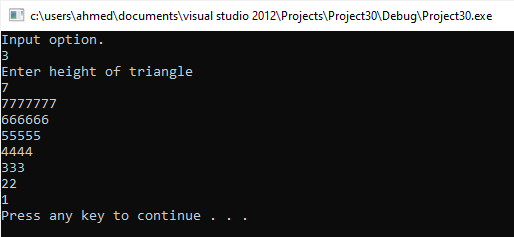 c:\users\ahmed\documents\visual studio 2012\Projects\Project30\Debug\Project30.exe
Input option.
3
Enter height of triangle
7
7777777
666666
55555
4444
333
22
1
Press any key to continue . . .